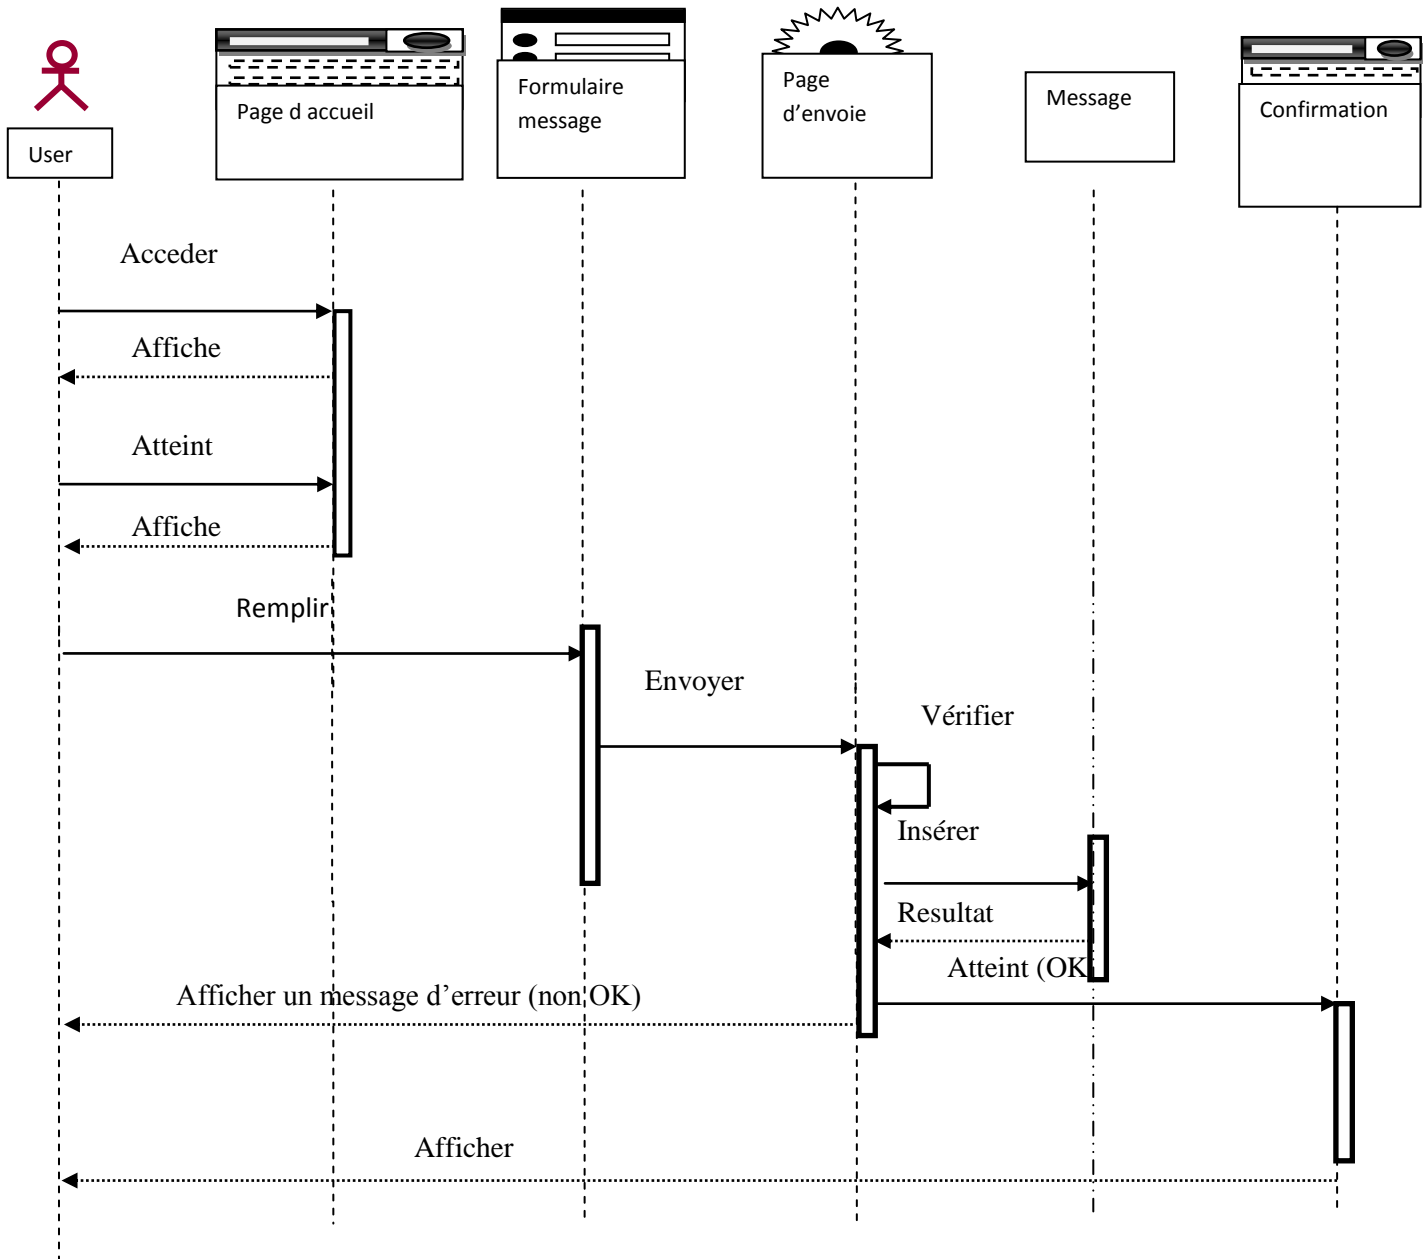 User
Page d accueil
Formulaire
message
Page
d’envoie
Message
Confirmation
Acceder
Affiche
Atteint
Affiche
Remplir
Envoyer
Vérifier
Insérer
Resultat
Atteint (OK
Afficher un message d’erreur (non OK)
Afficher